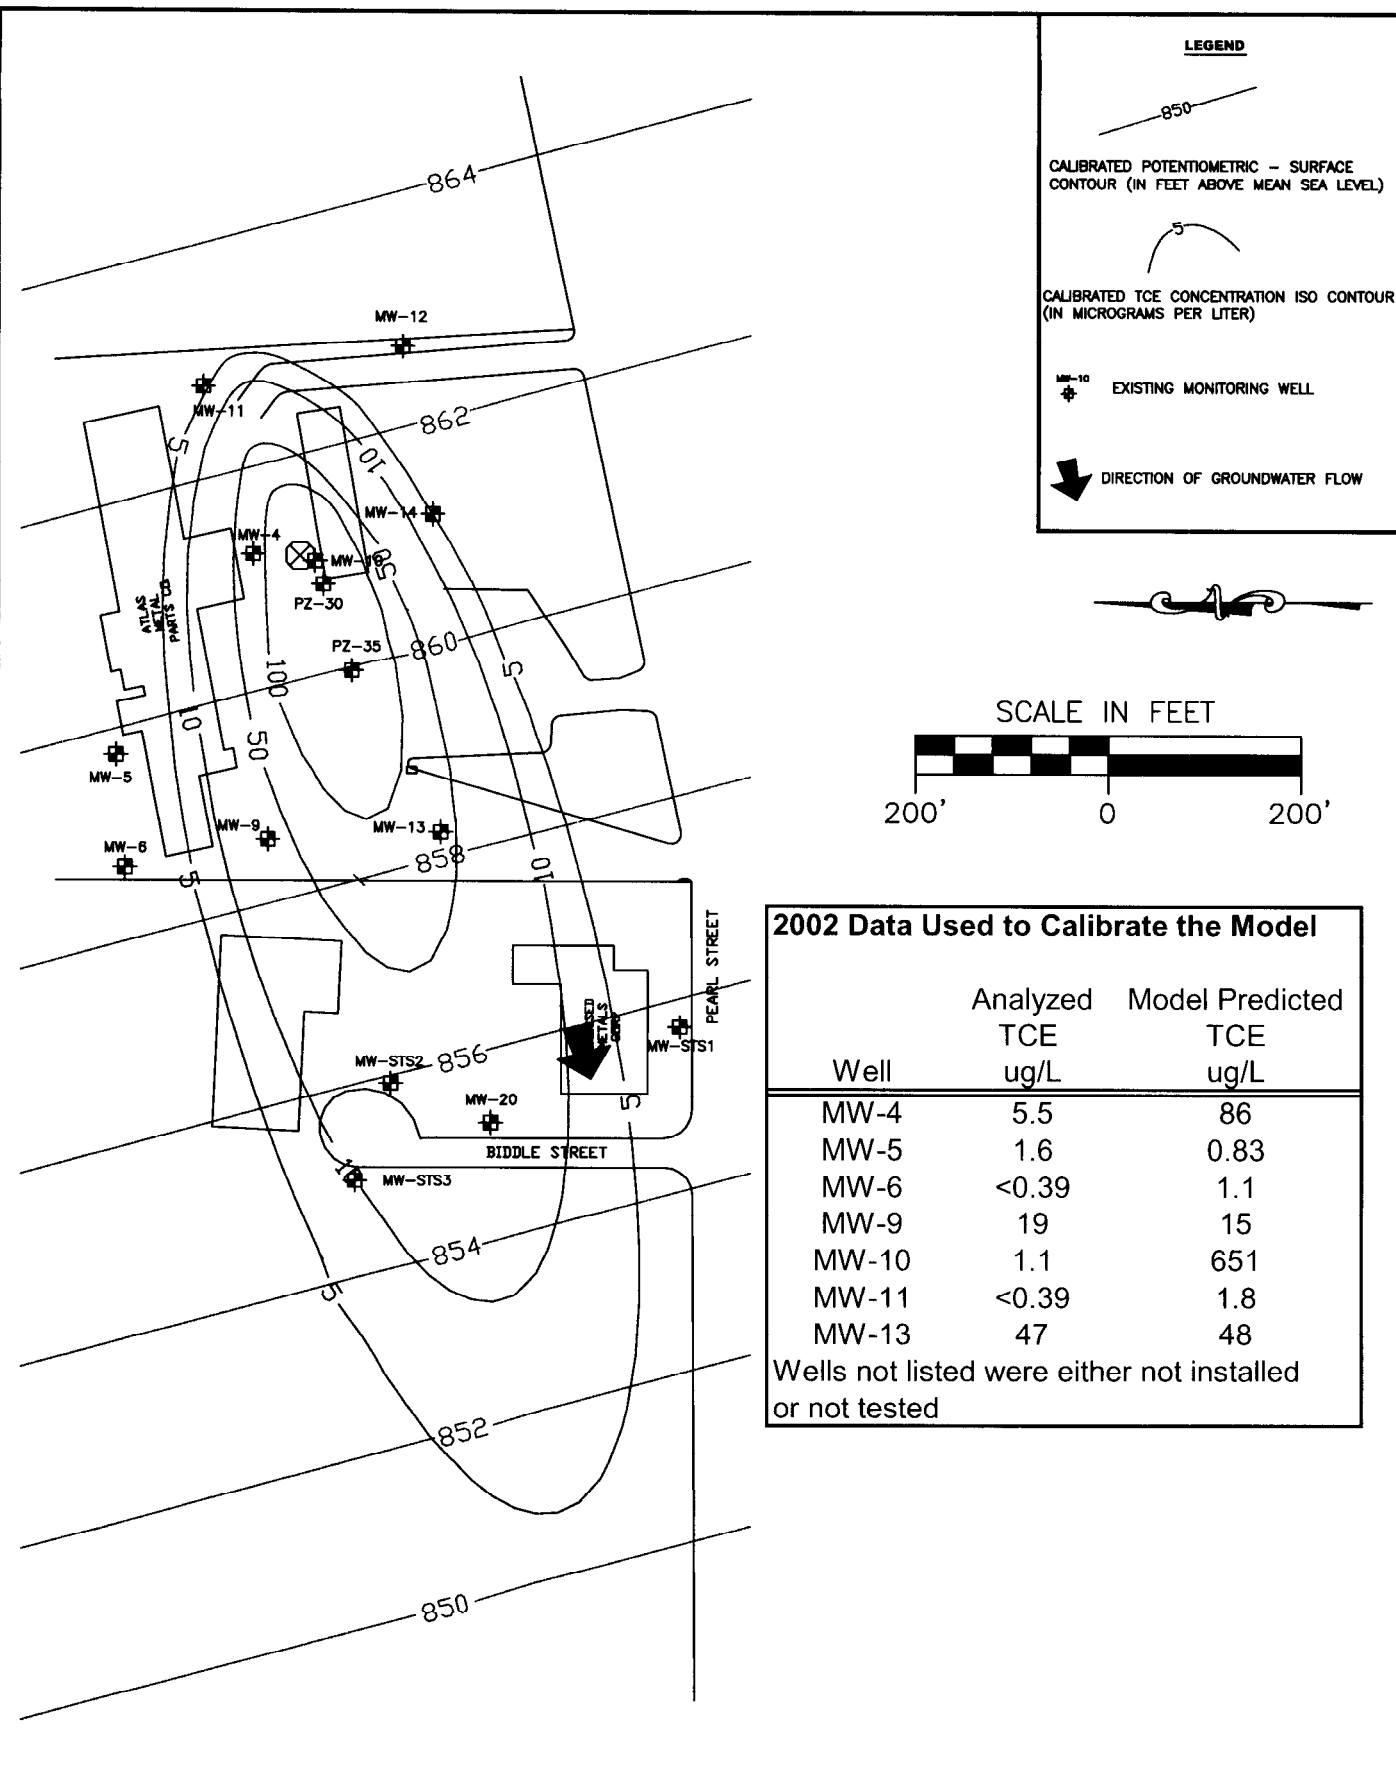 LEGEND
850
CALIBRATED POTENTIOMETRIC – SURFACE
CONTOUR (IN FEET ABOVE MEAN SEA LEVEL)
5
CALIBRATED TCE CONCENTRATION ISO CONTOUR
(IN MICROGRAMS PER LITER)
MW-10
EXISTING MONITORING WELL
DIRECTION OF GROUNDWATER FLOW
SCALE IN FEET
200' 0 200'
864
MW-12
MW-11
862
5
10
MW-14
MW-4
50
MW-10
PZ-30
ATLAS
METAL
PARTS CO
PZ-35
860
5
100
10
50
MW-5
MW-9
MW-13
MW-6
858
10
5
PEARL STREET
MW-STS1
MW-STS2
856
MW-20
5
BIDDLE STREET
MW-STS3
854
5
852
850
2002 Data Used to Calibrate the Model
Analyzed Model Predicted
TCE TCE
Well ug/L ug/L
MW-4 5.5 86
MW-5 1.6 0.83
MW-6 <0.39 1.1
MW-9 19 15
MW-10 1.1 651
MW-11 <0.39 1.8
MW-13 47 48
Wells not listed were either not installed
or not tested